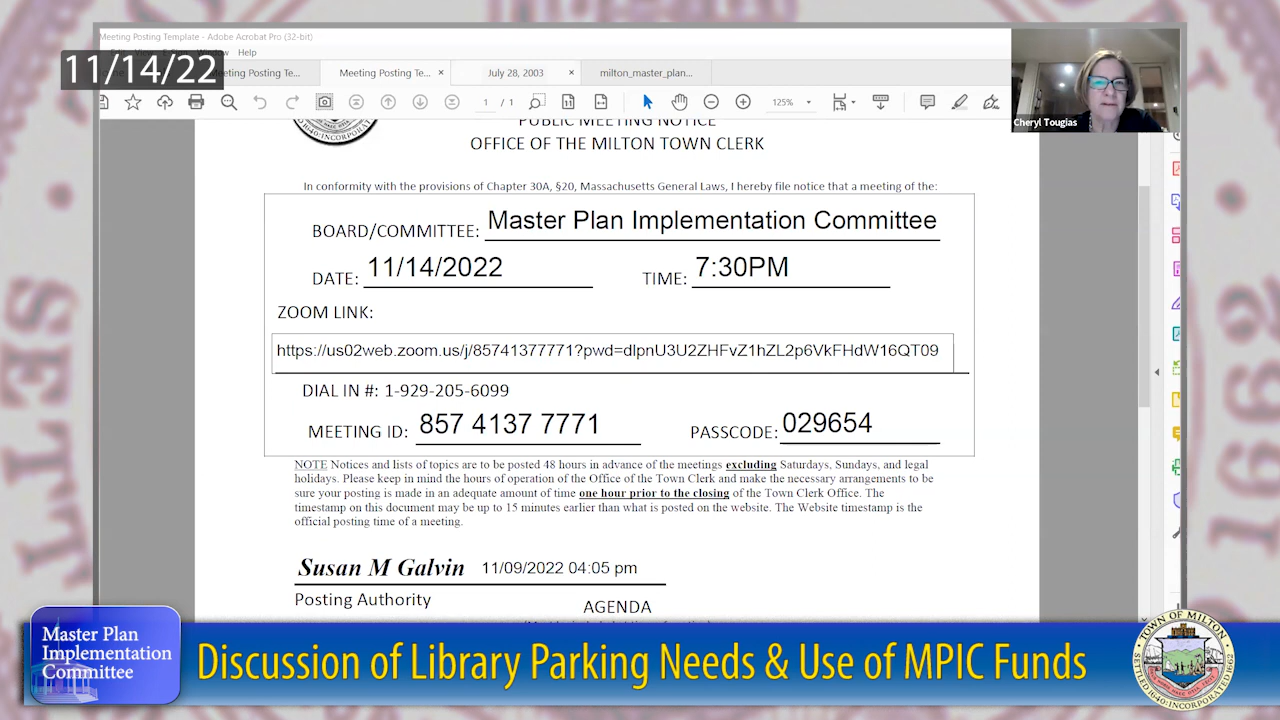 Meeting Posting Template - Adobe Acrobat Pro (32-bit)
Window Help
11/14/22
Meeting Posting Te...
Meeting Posting Te... ×
July 28, 2003 ×
milton_master_plan...
1 / 1
125%
Cheryl Tougias
PUBLIC MEETING NOTICE
OFFICE OF THE MILTON TOWN CLERK
In conformity with the provisions of Chapter 30A, §20, Massachusetts General Laws, I hereby file notice that a meeting of the:
BOARD/COMMITTEE: Master Plan Implementation Committee
DATE: 11/14/2022 TIME: 7:30PM
ZOOM LINK:
https://us02web.zoom.us/j/85741377771?pwd=dlpnU3U2ZHFvZ1hZL2p6VkFHdW16QT09
DIAL IN #: 1-929-205-6099
MEETING ID: 857 4137 7771 PASSCODE: 029654
NOTE Notices and lists of topics are to be posted 48 hours in advance of the meetings excluding Saturdays, Sundays, and legal
holidays. Please keep in mind the hours of operation of the Office of the Town Clerk and make the necessary arrangements to be
sure your posting is made in an adequate amount of time one hour prior to the closing of the Town Clerk Office. The
timestamp on this document may be up to 15 minutes earlier than what is posted on the website. The Website timestamp is the
official posting time of a meeting.
Susan M Galvin 11/09/2022 04:05 pm
Posting Authority
AGENDA
Master Plan
Implementation
Committee
Discussion of Library Parking Needs & Use of MPIC Funds
TOWN OF MILTON